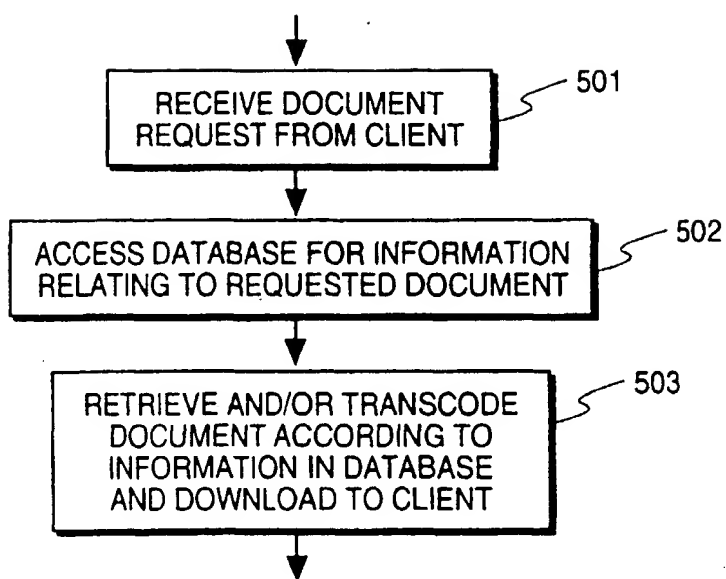 RECEIVE DOCUMENT
REQUEST FROM CLIENT
501
ACCESS DATABASE FOR INFORMATION
RELATING TO REQUESTED DOCUMENT
502
RETRIEVE AND/OR TRANSCODE
DOCUMENT ACCORDING TO
INFORMATION IN DATABASE
AND DOWNLOAD TO CLIENT
503